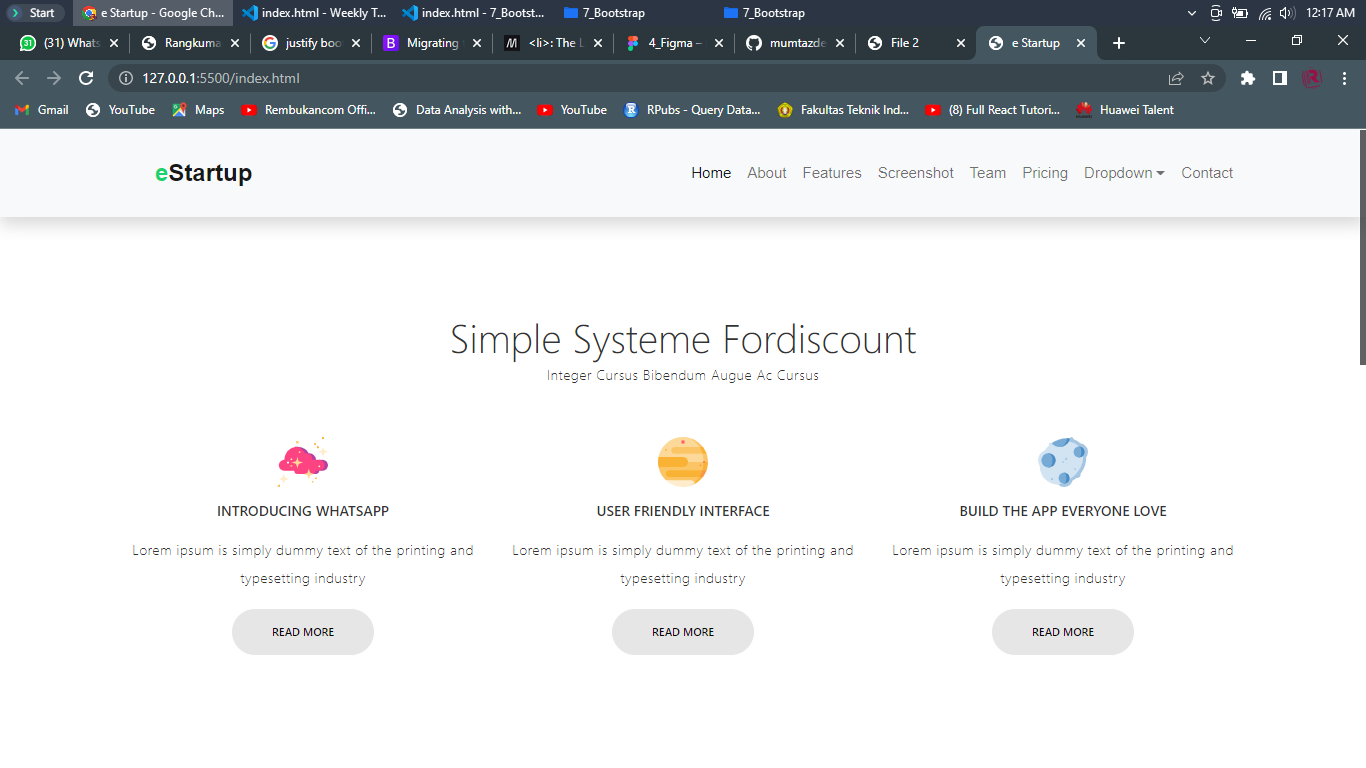 Start
e Startup - Google Ch...
index.html - Weekly T...
index.html - 7_Bootst...
7_Bootstrap
7_Bootstrap
12:17 AM
(31) Whats
Rangkuma
justify boo
Migrating
<li>: The L
4_Figma –
mumtazde
File 2
e Startup
127.0.0.1:5500/index.html
Gmail
YouTube
Maps
Rembukancom Offi...
Data Analysis with...
YouTube
RPubs - Query Data...
Fakultas Teknik Ind...
(8) Full React Tutori...
Huawei Talent
eStartup
Home
About
Features
Screenshot
Team
Pricing
Dropdown
Contact
Simple Systeme Fordiscount
Integer Cursus Bibendum Augue Ac Cursus
INTRODUCING WHATSAPP
Lorem ipsum is simply dummy text of the printing and
typesetting industry
READ MORE
USER FRIENDLY INTERFACE
Lorem ipsum is simply dummy text of the printing and
typesetting industry
READ MORE
BUILD THE APP EVERYONE LOVE
Lorem ipsum is simply dummy text of the printing and
typesetting industry
READ MORE